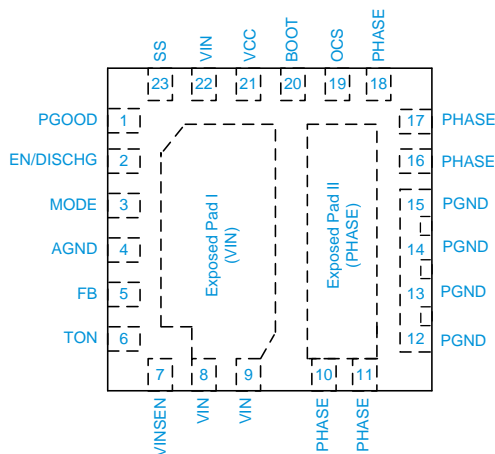 SS
VIN
VCC
BOOT
OCS
PHASE
23
22
21
20
19
18
PGOOD
1
17
PHASE
EN/DISCHG
2
16
PHASE
MODE
3
15
PGND
AGND
4
14
PGND
FB
5
13
PGND
TON
6
12
PGND
Exposed Pad I
(VIN)
Exposed Pad II
(PHASE)
7
8
9
10
11
VINSEN
VIN
VIN
PHASE
PHASE